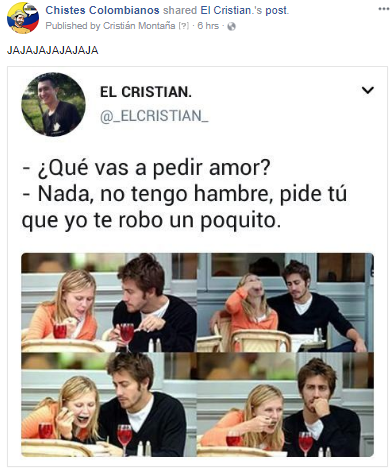 Chistes Colombianos shared El Cristian.'s post.
Published by Cristián Montaña [?] · 6 hrs ·
JAJAJAJAJAJAJA
EL CRISTIAN.
@_ELCRISTIAN_
- ¿Qué vas a pedir amor?
- Nada, no tengo hambre, pide tú
que yo te robo un poquito.